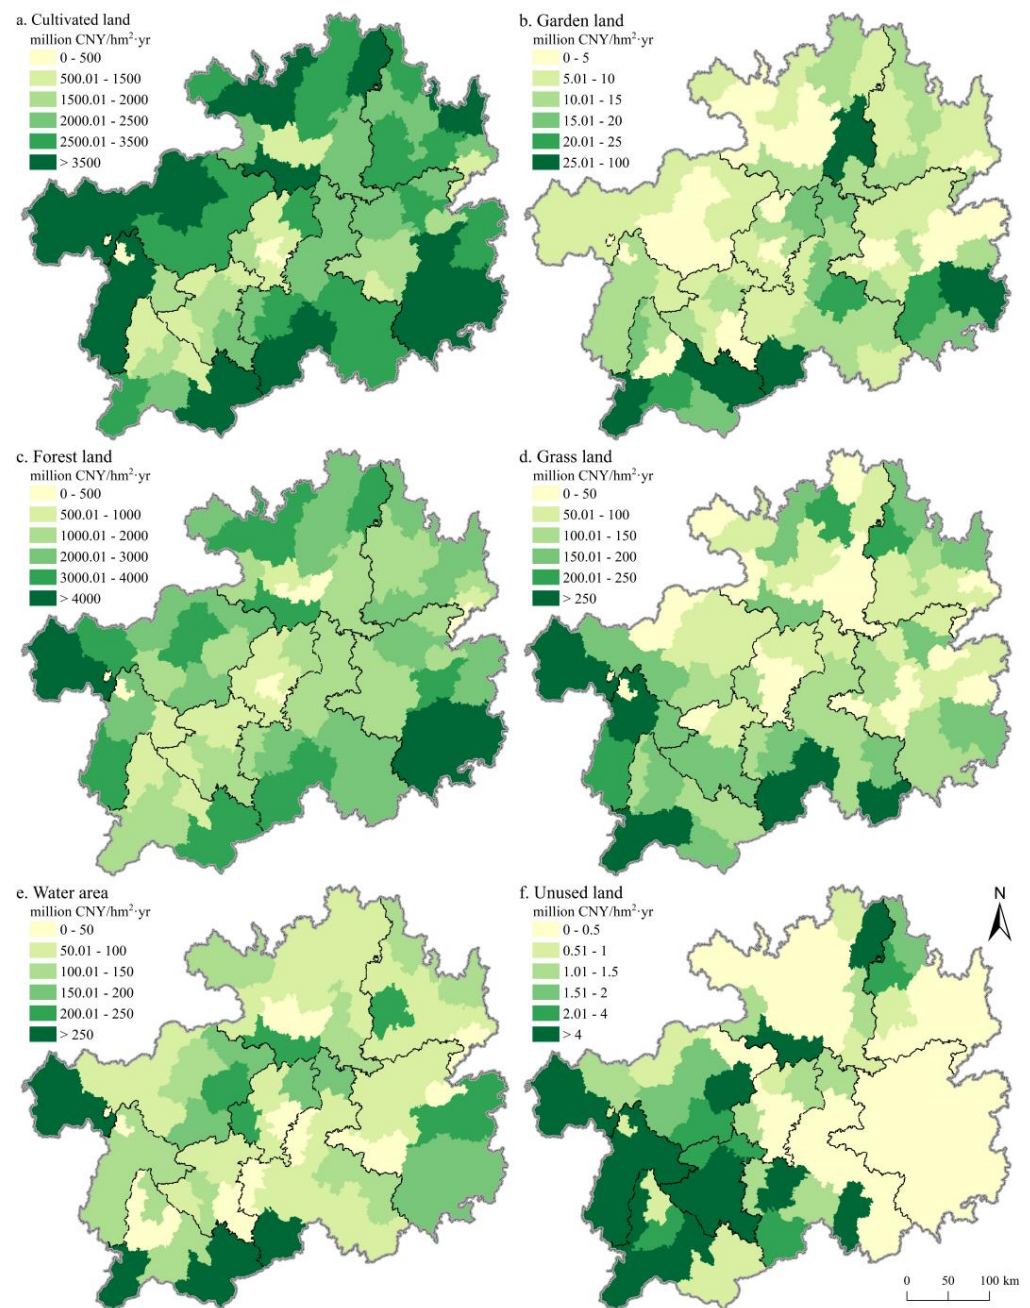 a. Cultivated land
million CNY/hm²·yr
0 - 500
500.01 - 1500
1500.01 - 2000
2000.01 - 2500
2500.01 - 3500
> 3500
b. Garden land
million CNY/hm²·yr
0 - 5
5.01 - 10
10.01 - 15
15.01 - 20
20.01 - 25
25.01 - 100
c. Forest land
million CNY/hm²·yr
0 - 500
500.01 - 1000
1000.01 - 2000
2000.01 - 3000
3000.01 - 4000
> 4000
d. Grass land
million CNY/hm²·yr
0 - 50
50.01 - 100
100.01 - 150
150.01 - 200
200.01 - 250
> 250
e. Water area
million CNY/hm²·yr
0 - 50
50.01 - 100
100.01 - 150
150.01 - 200
200.01 - 250
> 250
f. Unused land
million CNY/hm²·yr
0 - 0.5
0.51 - 1
1.01 - 1.5
1.51 - 2
2.01 - 4
> 4
N
0 50 100 km